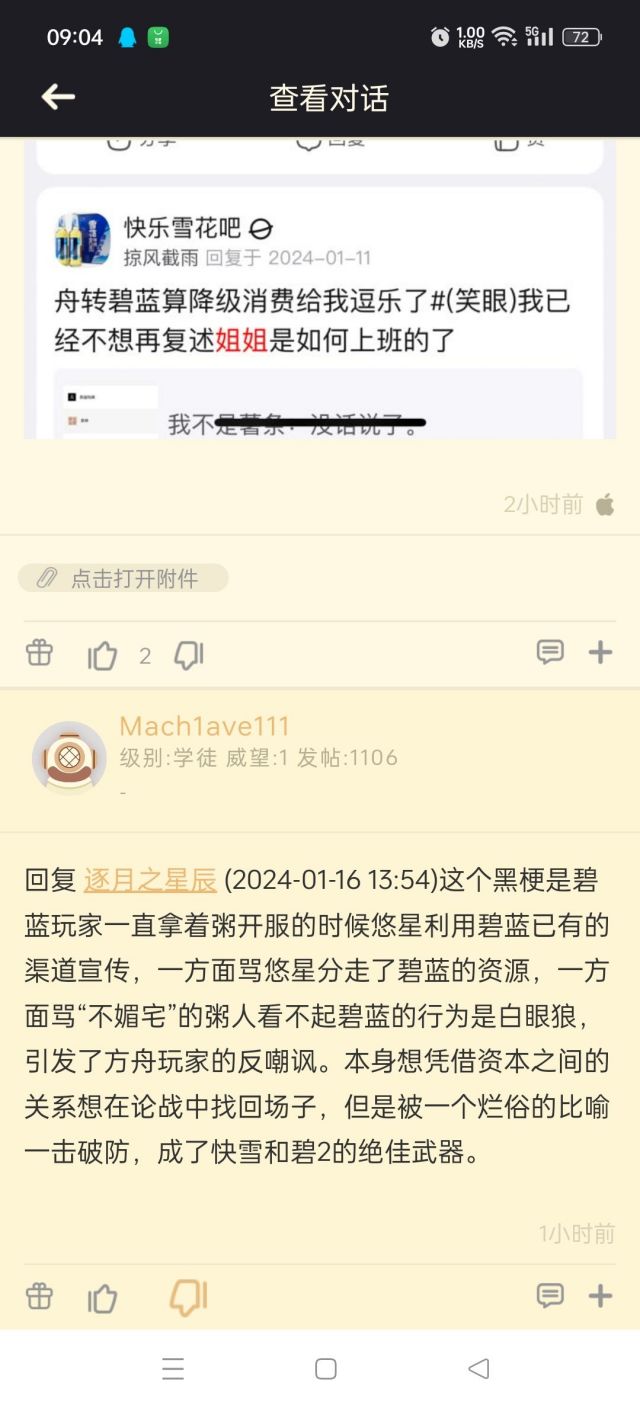 09:04
1.00
KB/S
5G
72
查看对话
分享
回复
赞
快乐雪花吧
掠风截雨 回复于 2024-01-11
舟转碧蓝算降级消费给我逗乐了#(笑眼)我已
经不想再复述姐姐是如何上班的了
我不是薯条：没话说了。
2小时前
点击打开附件
2
Mach1ave111
级别:学徒 威望:1 发帖:1106
-
回复 逐月之星辰 (2024-01-16 13:54)这个黑梗是碧
蓝玩家一直拿着粥开服的时候悠星利用碧蓝已有的
渠道宣传，一方面骂悠星分走了碧蓝的资源，一方
面骂“不媚宅”的粥人看不起碧蓝的行为是白眼狼，
引发了方舟玩家的反嘲讽。本身想凭借资本之间的
关系想在论战中找回场子，但是被一个烂俗的比喻
一击破防，成了快雪和碧2的绝佳武器。
1小时前